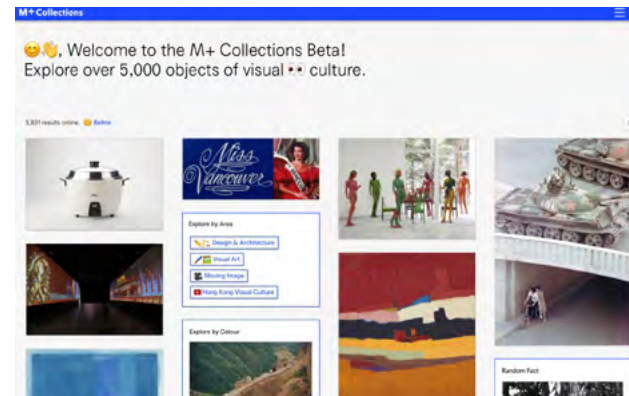 M+ Collections
😊👋, Welcome to the M+ Collections Beta!
Explore over 5,000 objects of visual 👀 culture.
5,821 results online. 😊 Refine
Miss
Vancouver
Explore by Area
Design & Architecture
Visual Art
Moving Image
Hong Kong Visual Culture
Explore by Colour
Random Fact